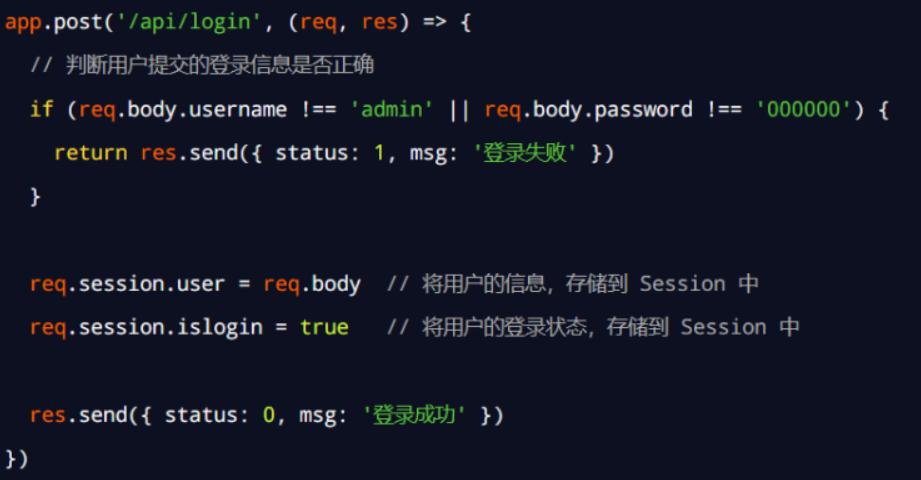 app.post('/api/login', (req, res) => {
  // 判断用户提交的登录信息是否正确
  if (req.body.username !== 'admin' || req.body.password !== '000000') {
    return res.send({ status: 1, msg: '登录失败' })
  }
  req.session.user = req.body  // 将用户的信息，存储到 Session 中
  req.session.islogin = true   // 将用户的登录状态，存储到 Session 中
  res.send({ status: 0, msg: '登录成功' })
})